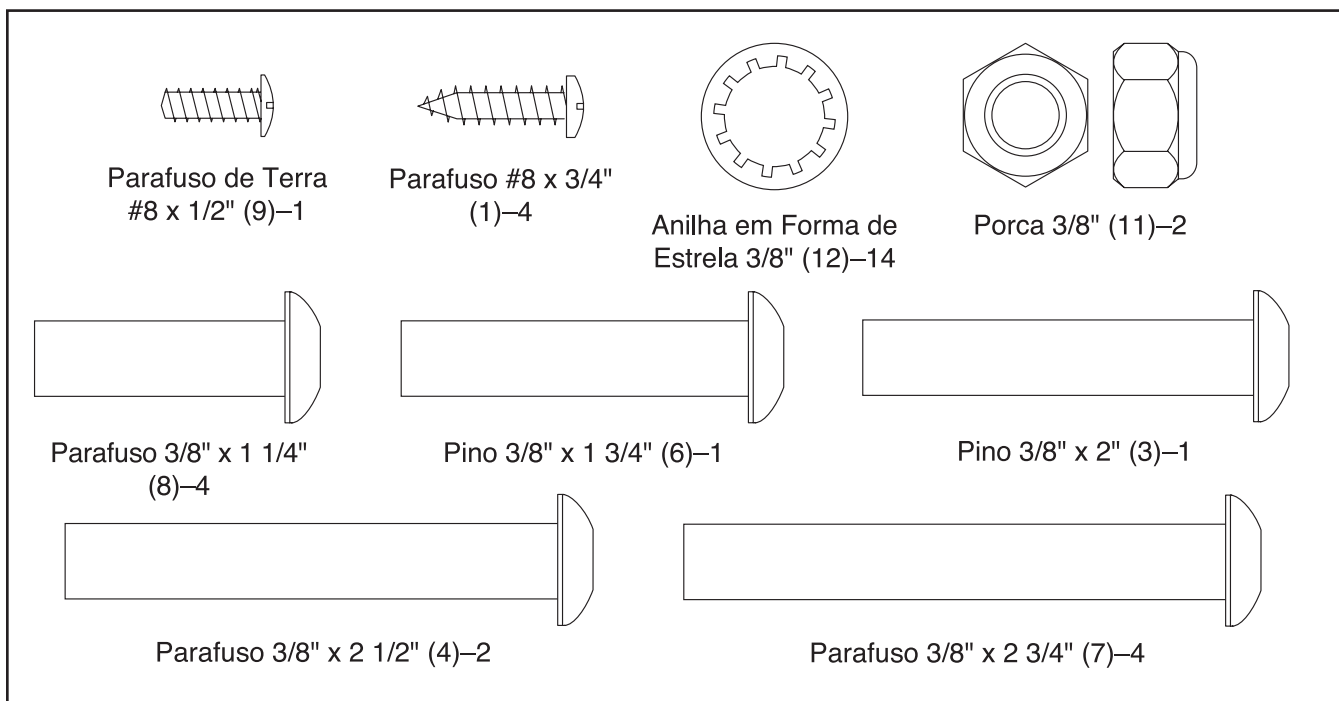 Parafuso de Terra
#8 x 1/2" (9)–1
Parafuso #8 x 3/4"
(1)–4
Anilha em Forma de
Estrela 3/8" (12)–14
Porca 3/8" (11)–2
Parafuso 3/8" x 1 1/4"
(8)–4
Pino 3/8" x 1 3/4" (6)–1
Pino 3/8" x 2" (3)–1
Parafuso 3/8" x 2 1/2" (4)–2
Parafuso 3/8" x 2 3/4" (7)–4